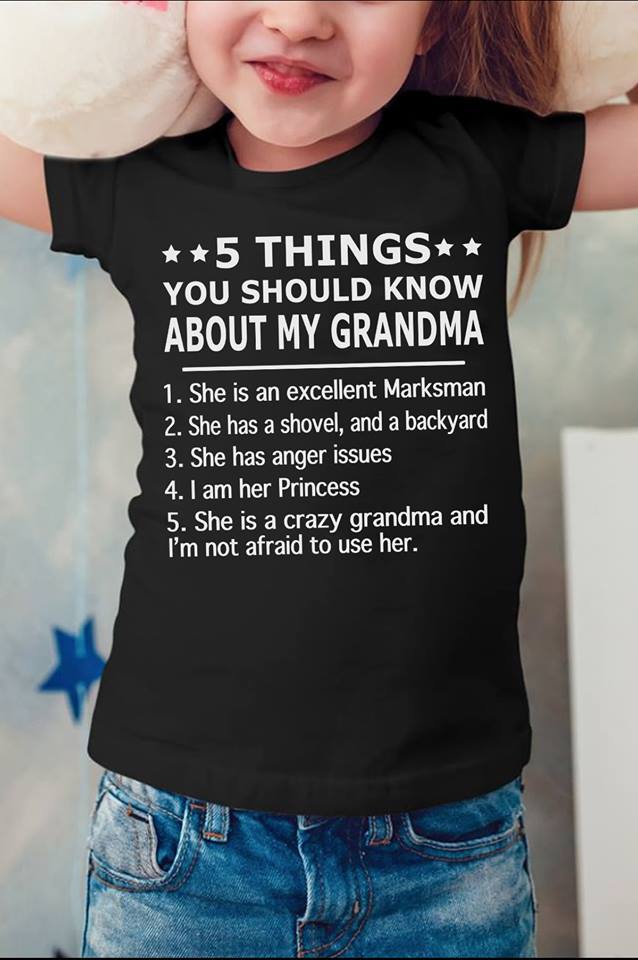 ★ ★ 5 THINGS ★ ★
YOU SHOULD KNOW
ABOUT MY GRANDMA
1. She is an excellent Marksman
2. She has a shovel, and a backyard
3. She has anger issues
4. I am her Princess
5. She is a crazy grandma and
I'm not afraid to use her.